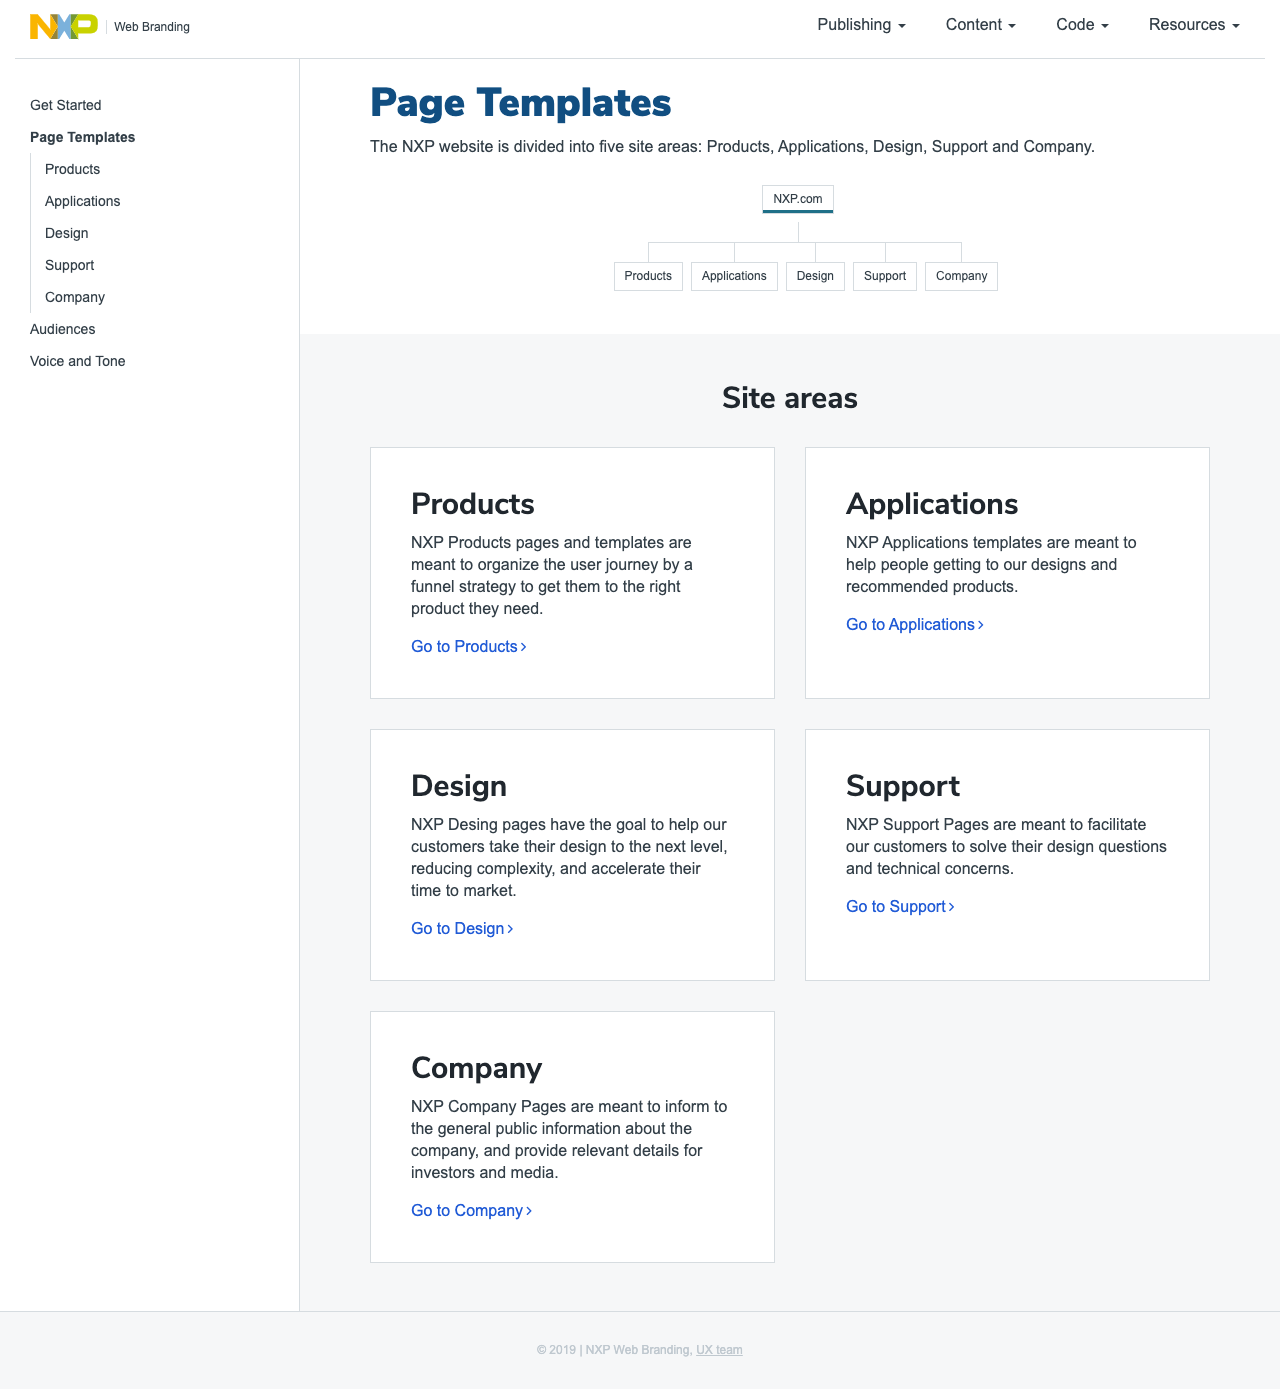 NXP Web Branding
Publishing Content Code Resources
Get Started
Page Templates
Products
Applications
Design
Support
Company
Audiences
Voice and Tone
Page Templates
The NXP website is divided into five site areas: Products, Applications, Design, Support and Company.
NXP.com
Products Applications Design Support Company
Site areas
Products
NXP Products pages and templates are
meant to organize the user journey by a
funnel strategy to get them to the right
product they need.
Go to Products
Applications
NXP Applications templates are meant to
help people getting to our designs and
recommended products.
Go to Applications
Design
NXP Desing pages have the goal to help our
customers take their design to the next level,
reducing complexity, and accelerate their
time to market.
Go to Design
Support
NXP Support Pages are meant to facilitate
our customers to solve their design questions
and technical concerns.
Go to Support
Company
NXP Company Pages are meant to inform to
the general public information about the
company, and provide relevant details for
investors and media.
Go to Company
© 2019 | NXP Web Branding, UX team